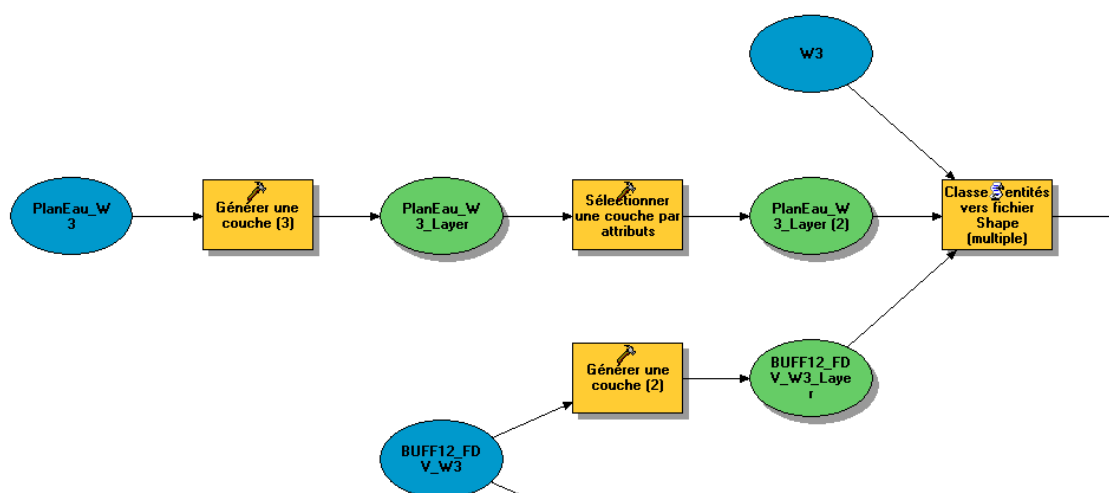 W3
PlanEau_W
3
Générer une
couche (3)
PlanEau_W
3_Layer
Sélectionner
une couche par
attributs
PlanEau_W
3_Layer (2)
Classe d'entités
vers fichier
Shape
(multiple)
Générer une
couche (2)
BUFF12_FD
V_W3_Laye
r
BUFF12_FD
V_W3